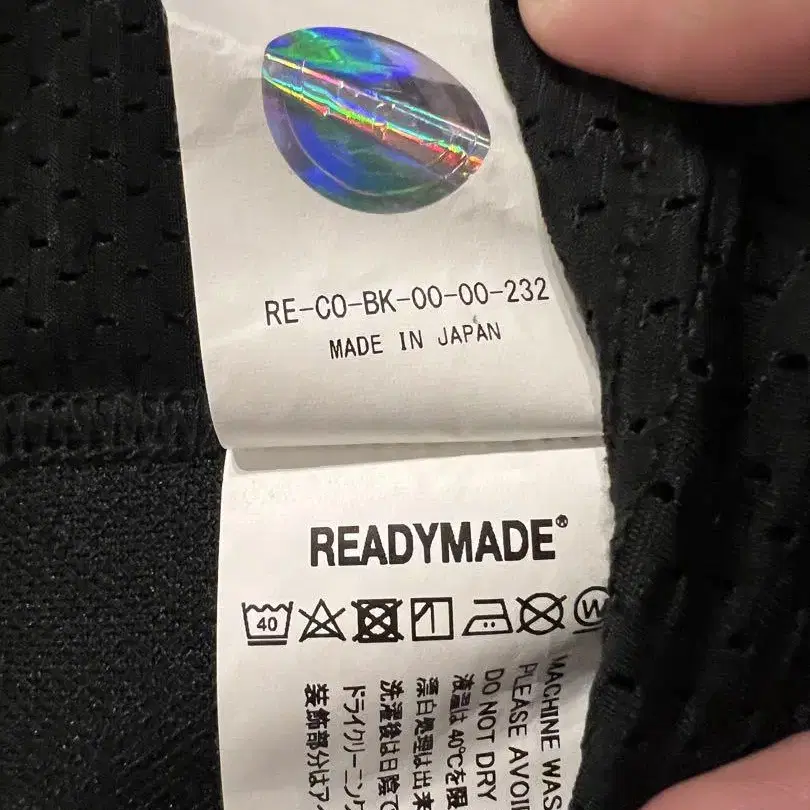 RE-CO-BK-00-00-232
MADE IN JAPAN
READYMADE®
40
W
MACHINE WAS
PLEASE AVOI
DO NOT DRY
液温は40℃を限
漂白処理は出来
洗濯後は日陰で
ドライクリーニング
装飾部分はア